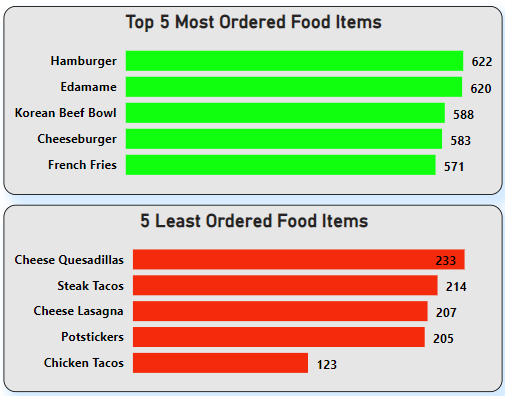 Top 5 Most Ordered Food Items
Hamburger 622
Edamame 620
Korean Beef Bowl 588
Cheeseburger 583
French Fries 571
5 Least Ordered Food Items
Cheese Quesadillas 233
Steak Tacos 214
Cheese Lasagna 207
Potstickers 205
Chicken Tacos 123